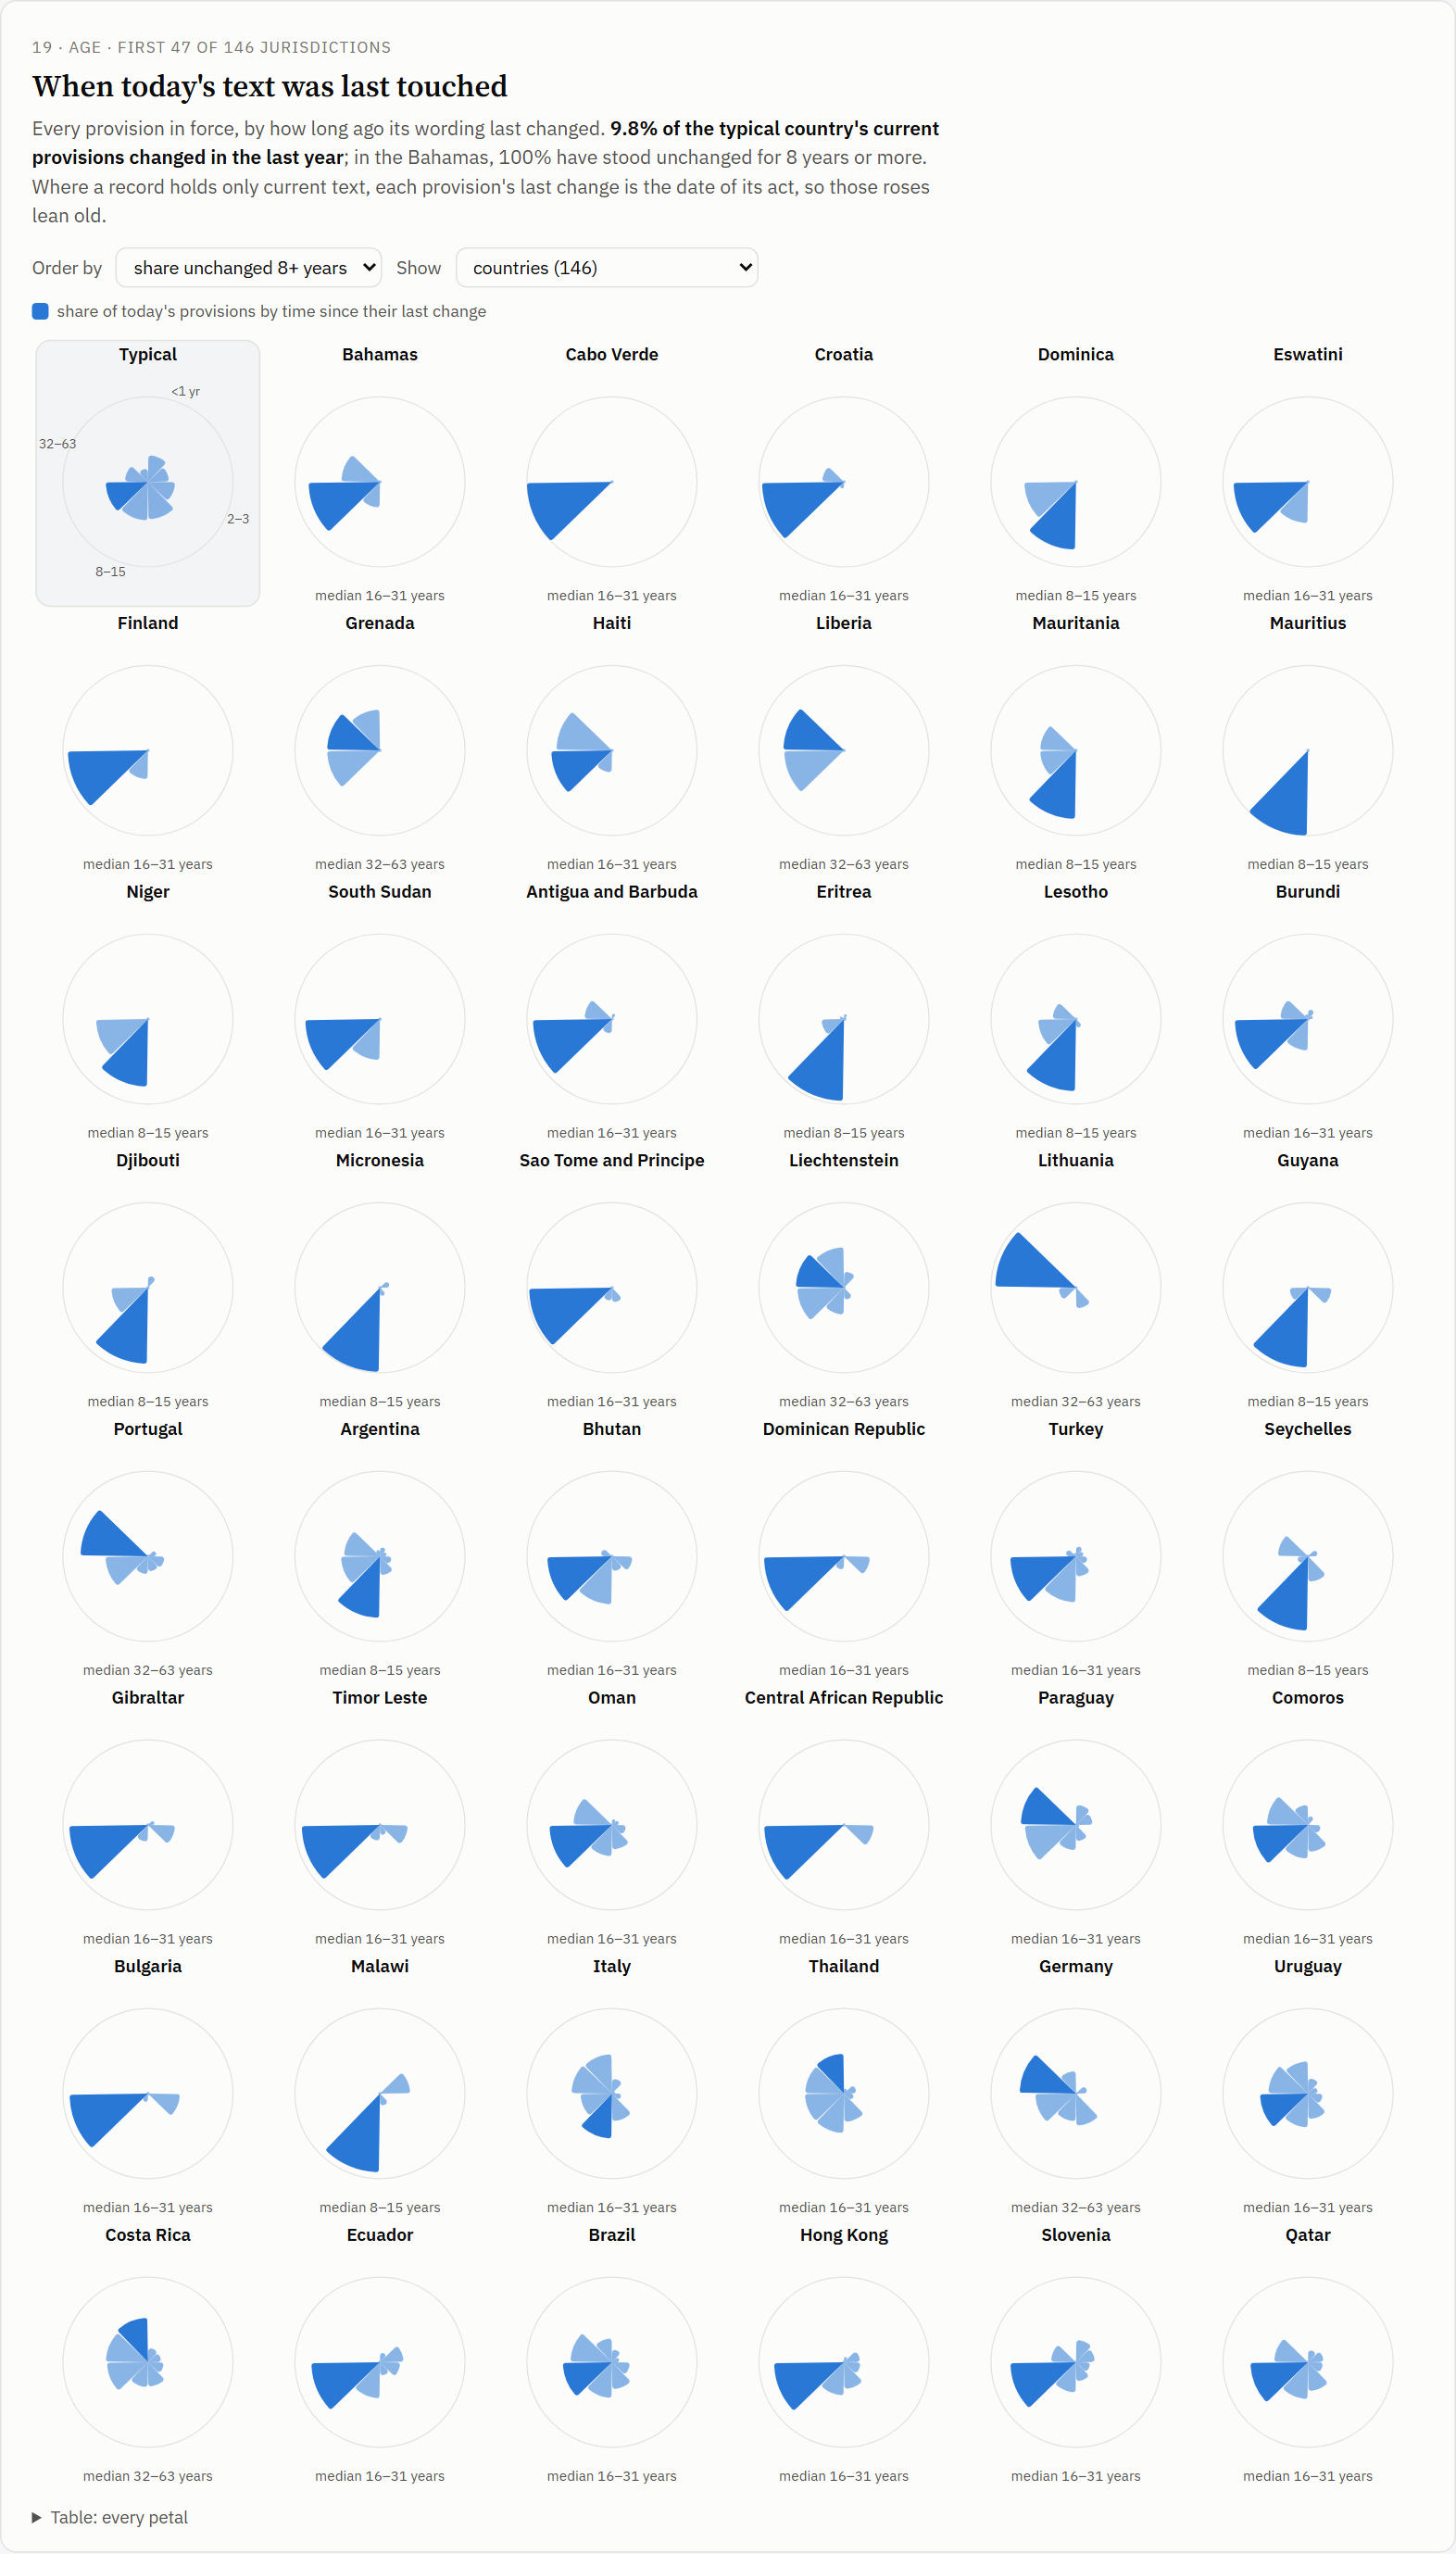 19 · AGE · FIRST 47 OF 146 JURISDICTIONS
When today's text was last touched
Every provision in force, by how long ago its wording last changed. 9.8% of the typical country's current
provisions changed in the last year; in the Bahamas, 100% have stood unchanged for 8 years or more.
Where a record holds only current text, each provision's last change is the date of its act, so those roses
lean old.
Order by share unchanged 8+ years Show countries (146)
share of today's provisions by time since their last change
Typical Bahamas Cabo Verde Croatia Dominica Eswatini
<1 yr
32–63
2–3
8–15
median 16–31 years median 16–31 years median 16–31 years median 8–15 years median 16–31 years
Finland Grenada Haiti Liberia Mauritania Mauritius
median 16–31 years median 32–63 years median 16–31 years median 32–63 years median 8–15 years median 8–15 years
Niger South Sudan Antigua and Barbuda Eritrea Lesotho Burundi
median 8–15 years median 16–31 years median 16–31 years median 8–15 years median 8–15 years median 16–31 years
Djibouti Micronesia Sao Tome and Principe Liechtenstein Lithuania Guyana
median 8–15 years median 8–15 years median 16–31 years median 32–63 years median 32–63 years median 8–15 years
Portugal Argentina Bhutan Dominican Republic Turkey Seychelles
median 32–63 years median 8–15 years median 16–31 years median 16–31 years median 16–31 years median 8–15 years
Gibraltar Timor Leste Oman Central African Republic Paraguay Comoros
median 16–31 years median 16–31 years median 16–31 years median 16–31 years median 16–31 years median 16–31 years
Bulgaria Malawi Italy Thailand Germany Uruguay
median 16–31 years median 8–15 years median 16–31 years median 16–31 years median 32–63 years median 16–31 years
Costa Rica Ecuador Brazil Hong Kong Slovenia Qatar
median 32–63 years median 16–31 years median 16–31 years median 16–31 years median 16–31 years median 16–31 years
Table: every petal